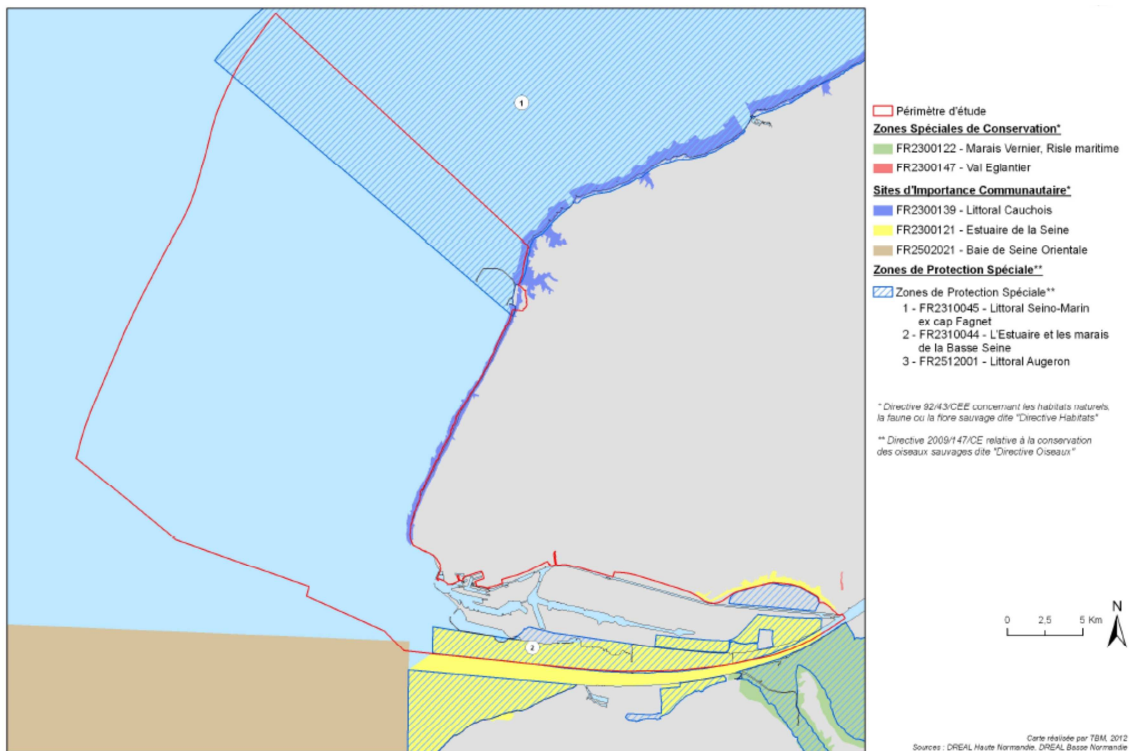 1
2
Périmètre d'étude
Zones Spéciales de Conservation*
FR2300122 - Marais Vernier, Risle maritime
FR2300147 - Val Eglantier
Sites d'Importance Communautaire*
FR2300139 - Littoral Cauchois
FR2300121 - Estuaire de la Seine
FR2502021 - Baie de Seine Orientale
Zones de Protection Spéciale**
Zones de Protection Spéciale**
1 - FR2310045 - Littoral Seino-Marin
ex cap Fagnet
2 - FR2310044 - L'Estuaire et les marais
de la Basse Seine
3 - FR2512001 - Littoral Augeron
* Directive 92/43/CEE concernant les habitats naturels,
la faune ou la flore sauvage dite "Directive Habitats"
** Directive 2009/147/CE relative à la conservation
des oiseaux sauvages dite "Directive Oiseaux"
N
0 2,5 5 Km
Carte réalisée par TBM, 2012
Sources : DREAL Haute Normandie, DREAL Basse Normandie